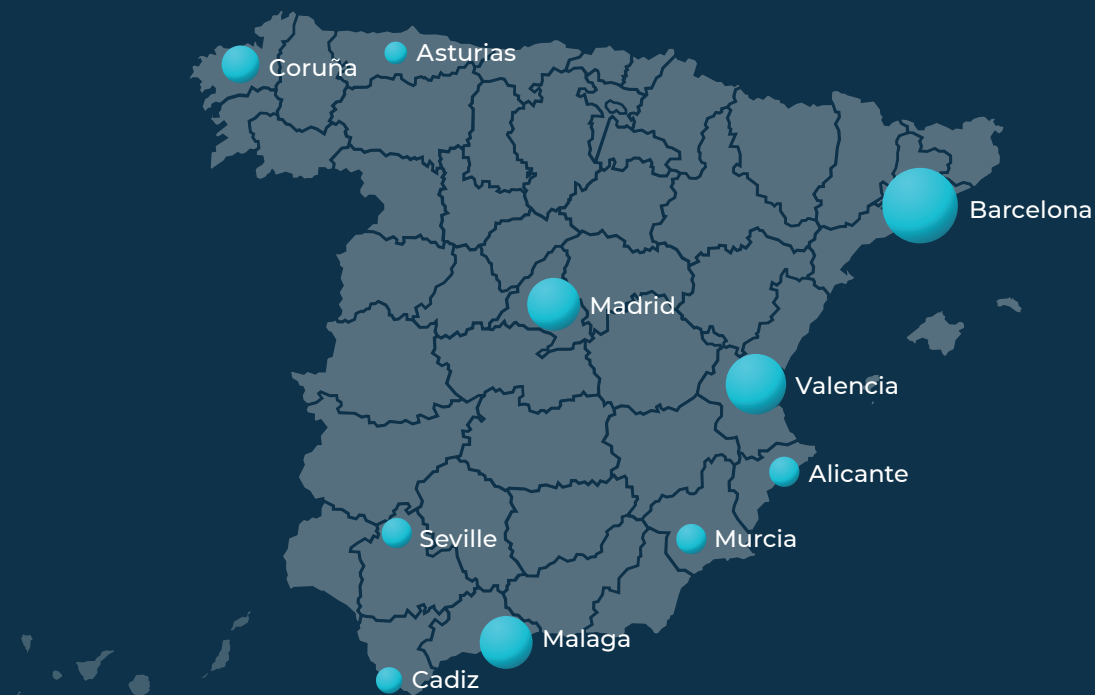 Asturias
Coruña
Barcelona
Madrid
Valencia
Alicante
Seville
Murcia
Malaga
Cadiz